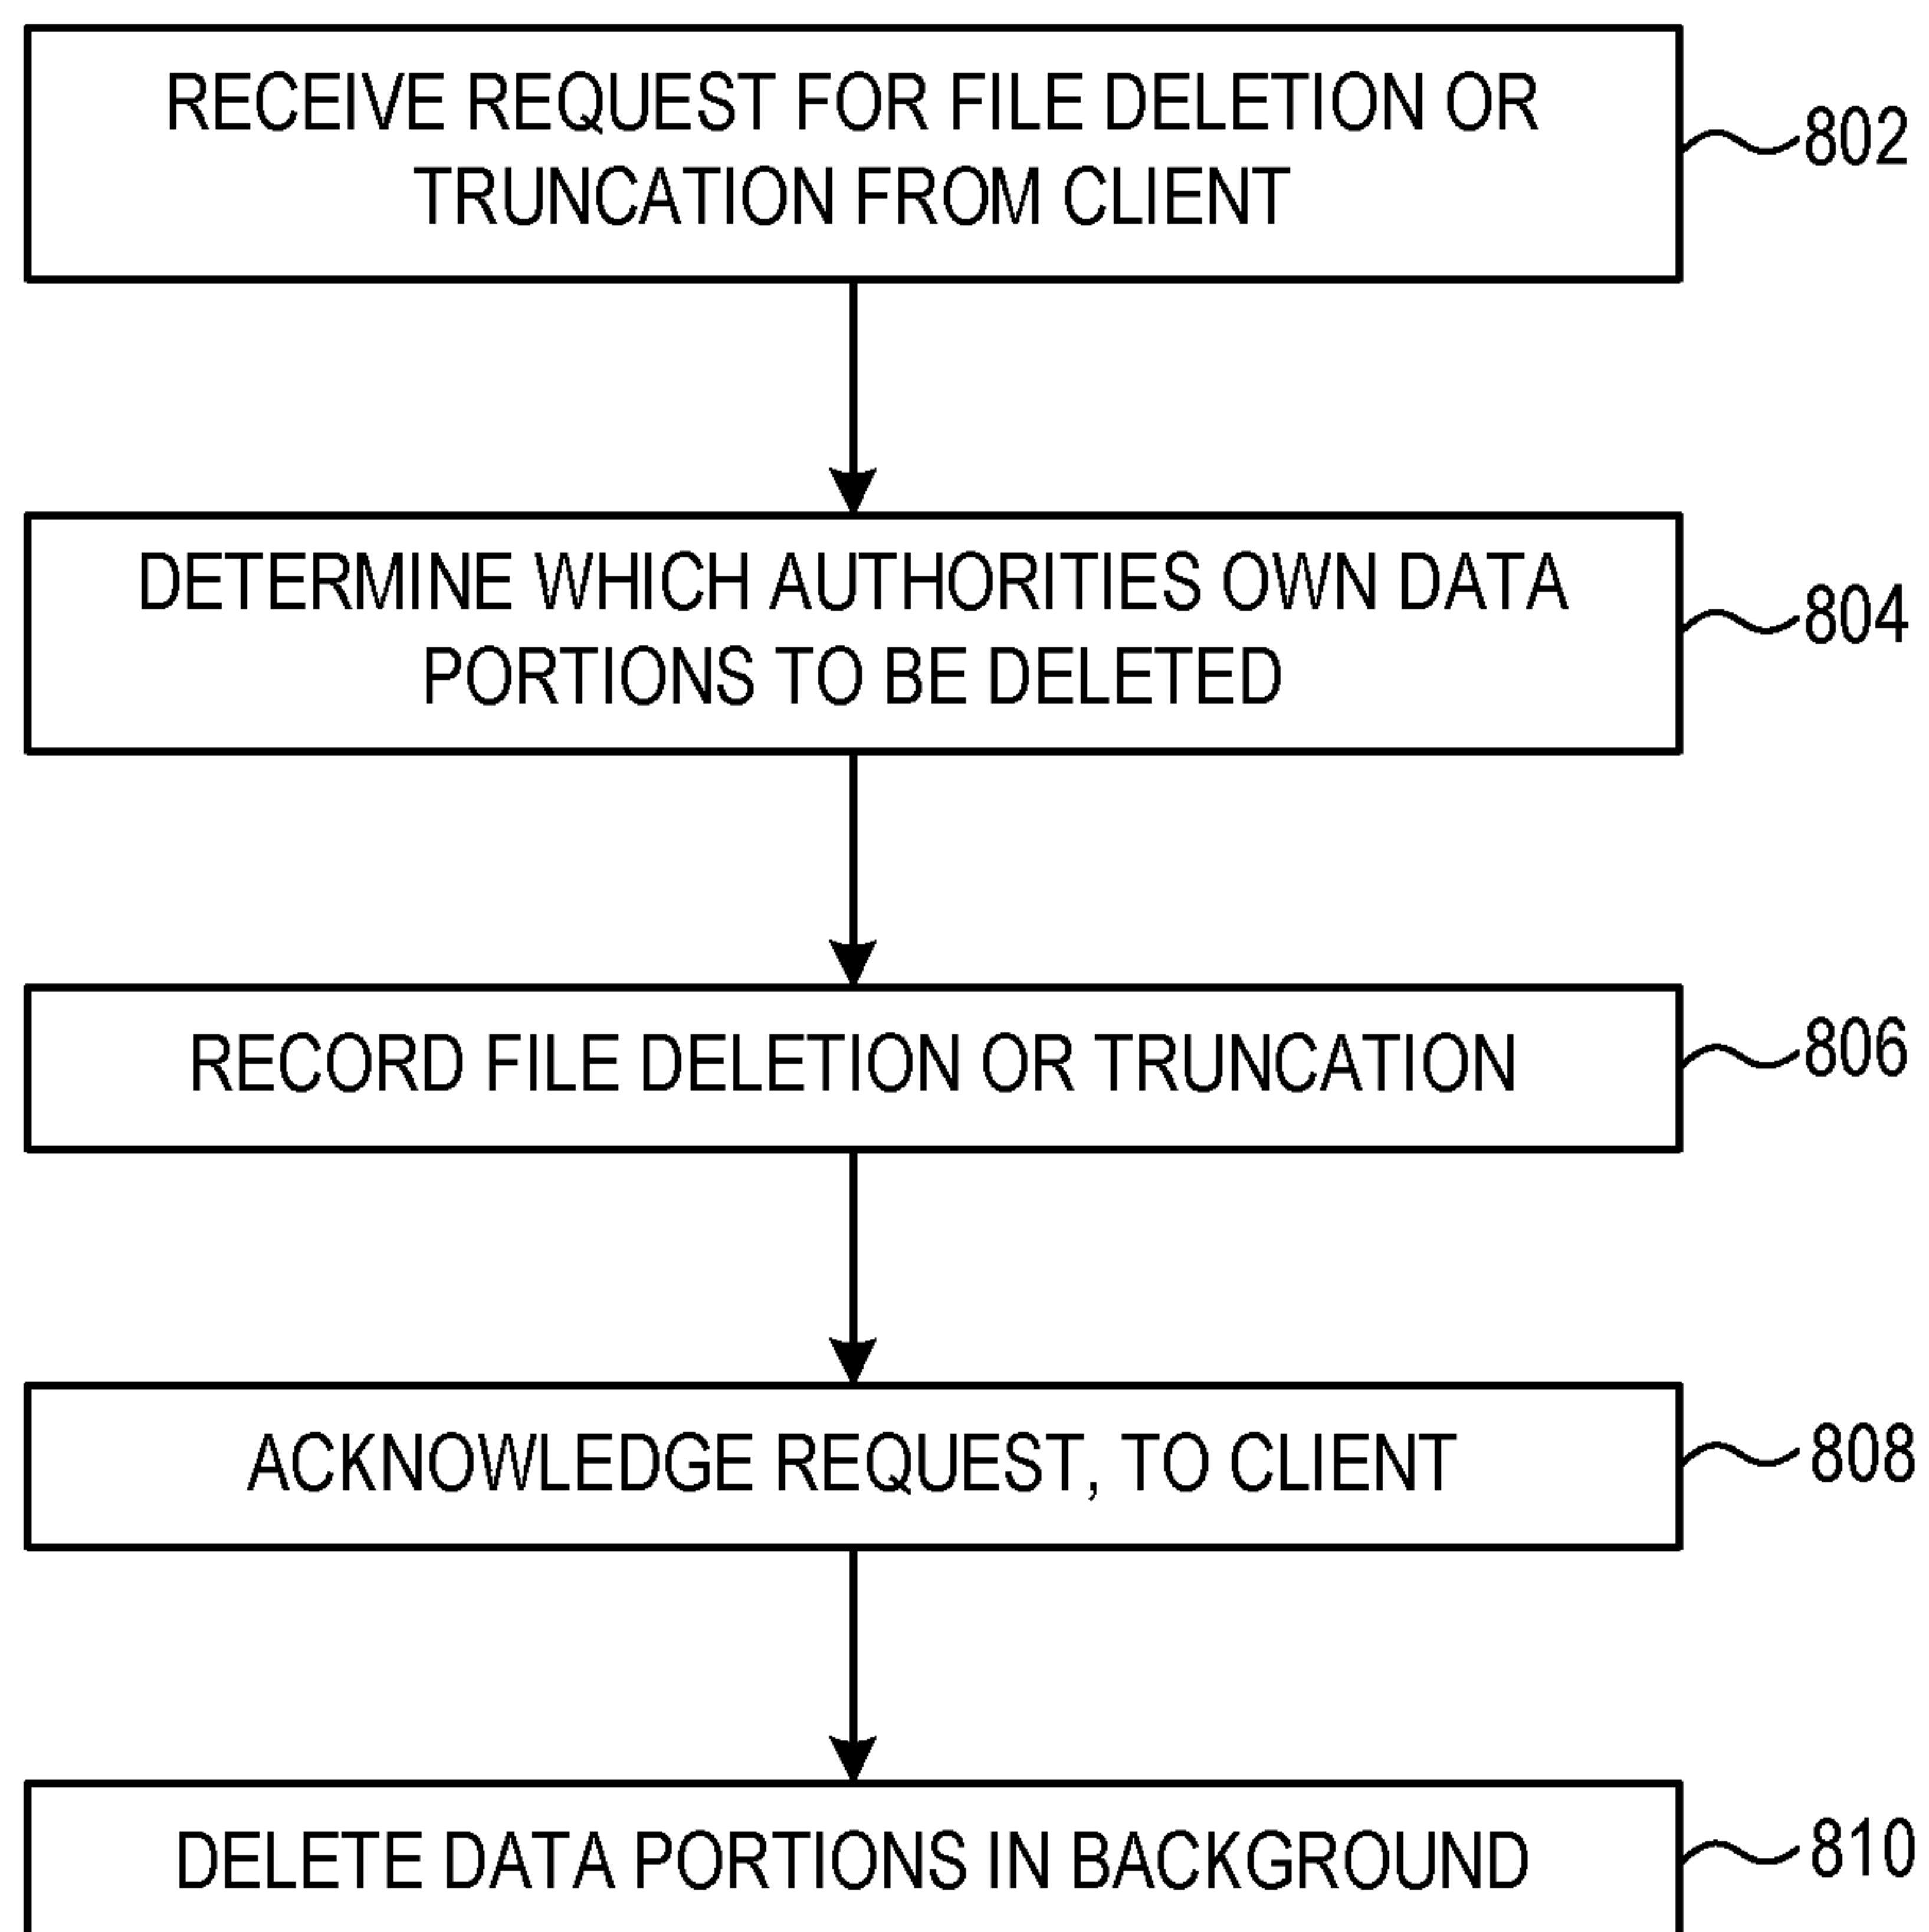 RECEIVE REQUEST FOR FILE DELETION OR
TRUNCATION FROM CLIENT
802
DETERMINE WHICH AUTHORITIES OWN DATA
PORTIONS TO BE DELETED
804
RECORD FILE DELETION OR TRUNCATION
806
ACKNOWLEDGE REQUEST, TO CLIENT
808
DELETE DATA PORTIONS IN BACKGROUND
810